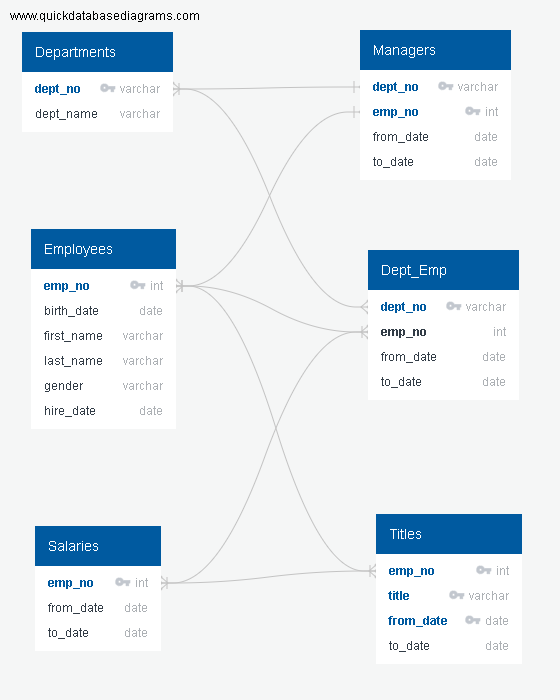 www.quickdatabasediagrams.com
Departments
dept_no varchar
dept_name varchar
Managers
dept_no varchar
emp_no int
from_date date
to_date date
Employees
emp_no int
birth_date date
first_name varchar
last_name varchar
gender varchar
hire_date date
Dept_Emp
dept_no varchar
emp_no int
from_date date
to_date date
Salaries
emp_no int
from_date date
to_date date
Titles
emp_no int
title varchar
from_date date
to_date date